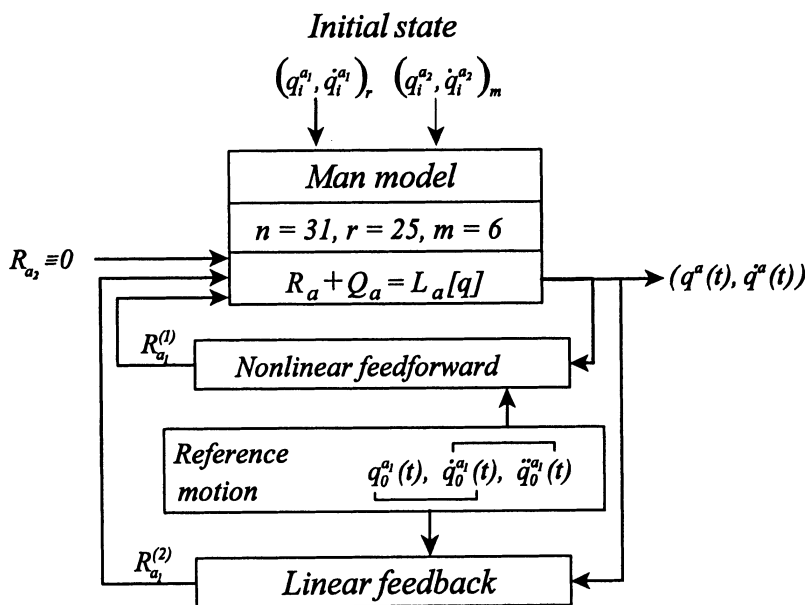 Initial state
(q_i^{a_1}, q̇_i^{a_1})_r (q_i^{a_2}, q̇_i^{a_2})_m
Man model
n = 31, r = 25, m = 6
R_{a_2} ≡ 0
R_a + Q_a = L_a[q]
(q^a(t), q̇^a(t))
R_{a_1}^{(1)}
Nonlinear feedforward
Reference
motion
q_0^{a_1}(t), q̇_0^{a_1}(t), q̈_0^{a_1}(t)
R_{a_1}^{(2)}
Linear feedback